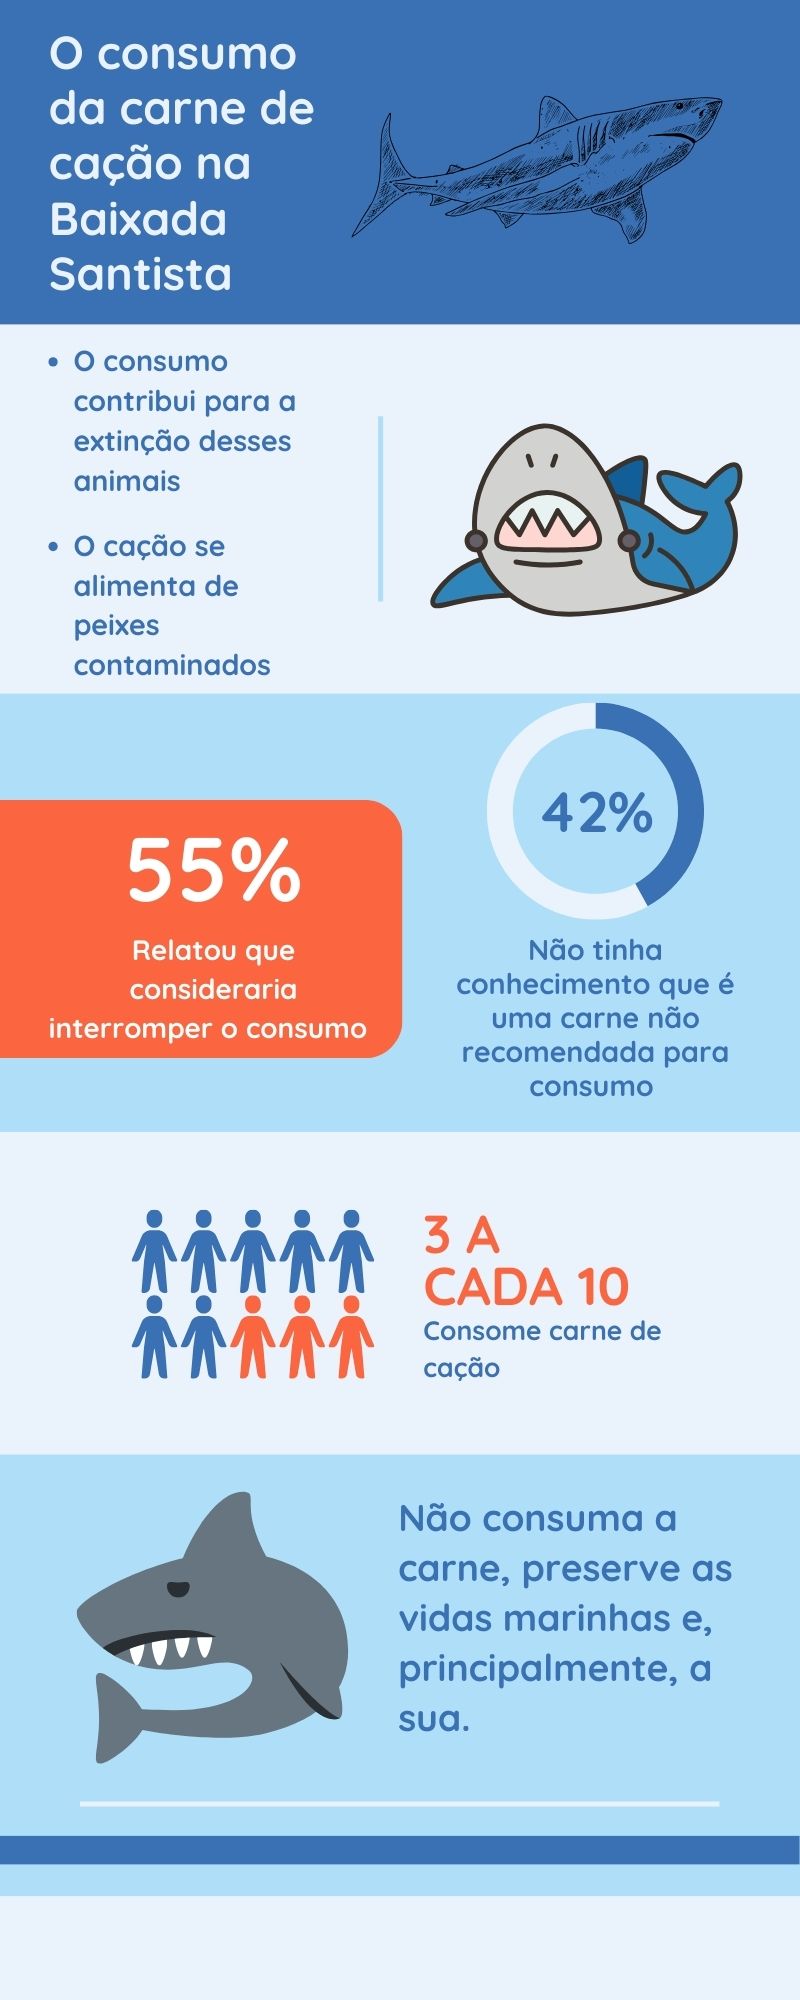 O consumo
da carne de
cação na
Baixada
Santista
• O consumo
contribui para a
extinção desses
animais
• O cação se
alimenta de
peixes
contaminados
55%
Relatou que
consideraria
interromper o consumo
42%
Não tinha
conhecimento que é
uma carne não
recomendada para
consumo
3 A
CADA 10
Consome carne de
cação
Não consuma a
carne, preserve as
vidas marinhas e,
principalmente, a
sua.